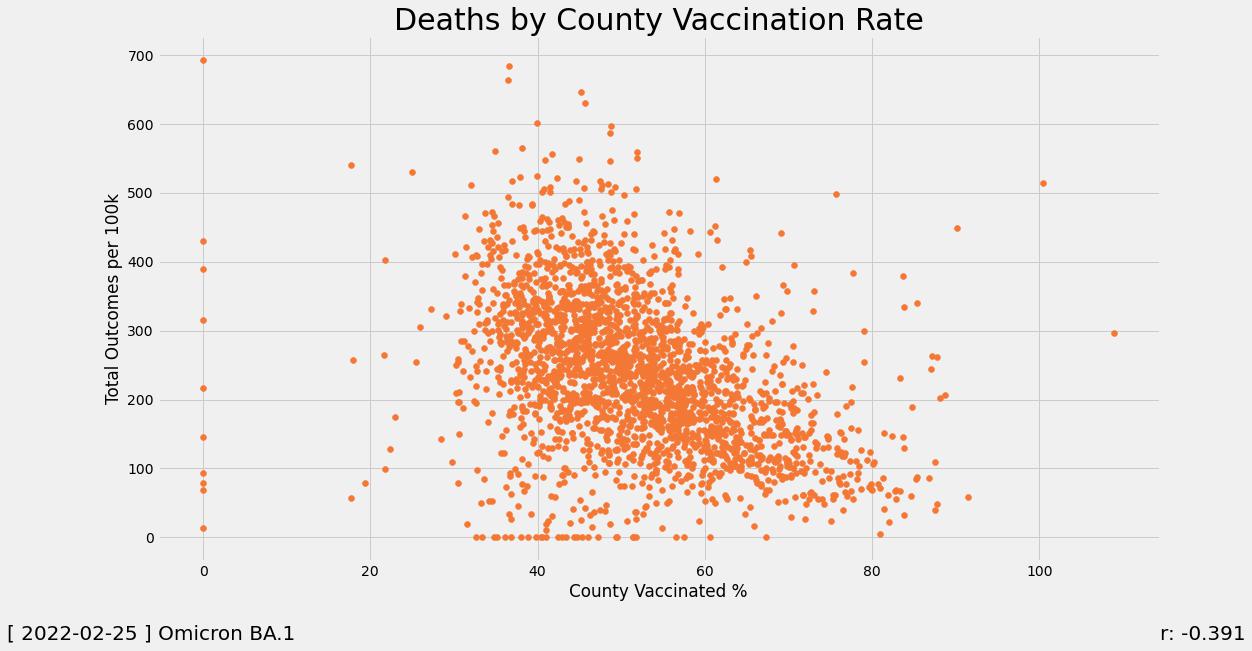 Deaths by County Vaccination Rate
Total Outcomes per 100k
700
600
500
400
300
200
100
0
0 20 40 60 80 100
County Vaccinated %
[ 2022-02-25 ] Omicron BA.1
r: -0.391